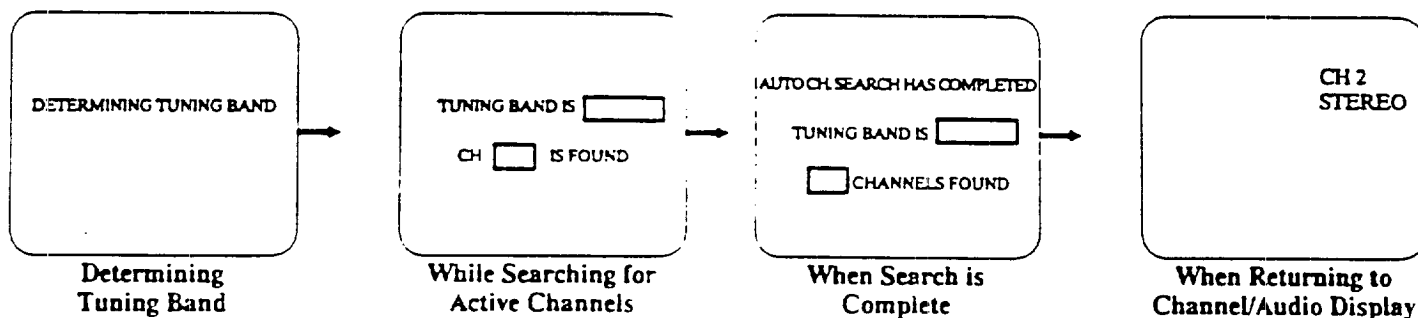 DETERMINING TUNING BAND
Determining
Tuning Band
TUNING BAND IS
CH IS FOUND
While Searching for
Active Channels
AUTO CH. SEARCH HAS COMPLETED
TUNING BAND IS
CHANNELS FOUND
When Search is
Complete
CH 2
STEREO
When Returning to
Channel/Audio Display